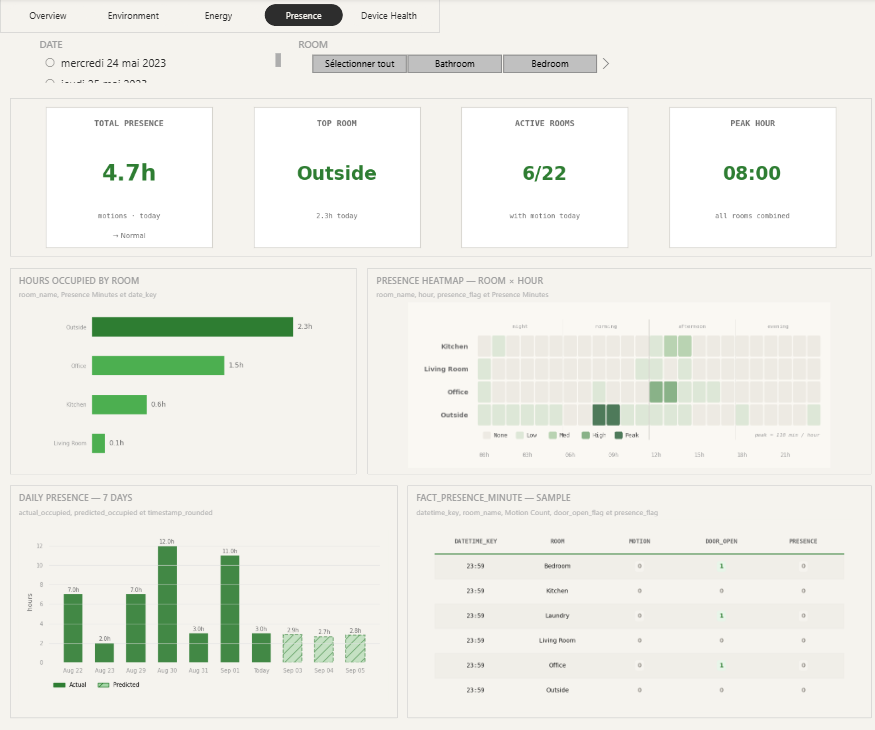 Overview Environment Energy Presence Device Health
DATE ROOM
mercredi 24 mai 2023
jeudi 25 mai 2023
Sélectionner tout Bathroom Bedroom
TOTAL PRESENCE
4.7h
motions · today
→ Normal
TOP ROOM
Outside
2.3h today
ACTIVE ROOMS
6/22
with motion today
PEAK HOUR
08:00
all rooms combined
HOURS OCCUPIED BY ROOM
room_name, Presence Minutes et date_key
Outside 2.3h
Office 1.5h
Kitchen 0.6h
Living Room 0.1h
PRESENCE HEATMAP — ROOM × HOUR
room_name, hour, presence_flag et Presence Minutes
night morning afternoon evening
Kitchen
Living Room
Office
Outside
None Low Med High Peak
00h 03h 06h 09h 12h 15h 18h 21h
DAILY PRESENCE — 7 DAYS
actual_occupied, predicted_occupied et timestamp_rounded
hours
12
10
8
6
4
2
0
7.0h 2.0h 7.0h 12.0h 3.0h 11.0h 3.0h 2.9h 2.7h 2.8h
Aug 22 Aug 23 Aug 29 Aug 30 Aug 31 Sep 01 Today Sep 03 Sep 04 Sep 05
Actual Predicted
FACT_PRESENCE_MINUTE — SAMPLE
datetime_key, room_name, Motion Count, door_open_flag et presence_flag
DATETIME_KEY ROOM MOTION DOOR_OPEN PRESENCE
23:59 Bedroom 0 1 0
23:59 Kitchen 0 0 0
23:59 Laundry 0 1 0
23:59 Living Room 0 0 0
23:59 Office 0 1 0
23:59 Outside 0 0 0